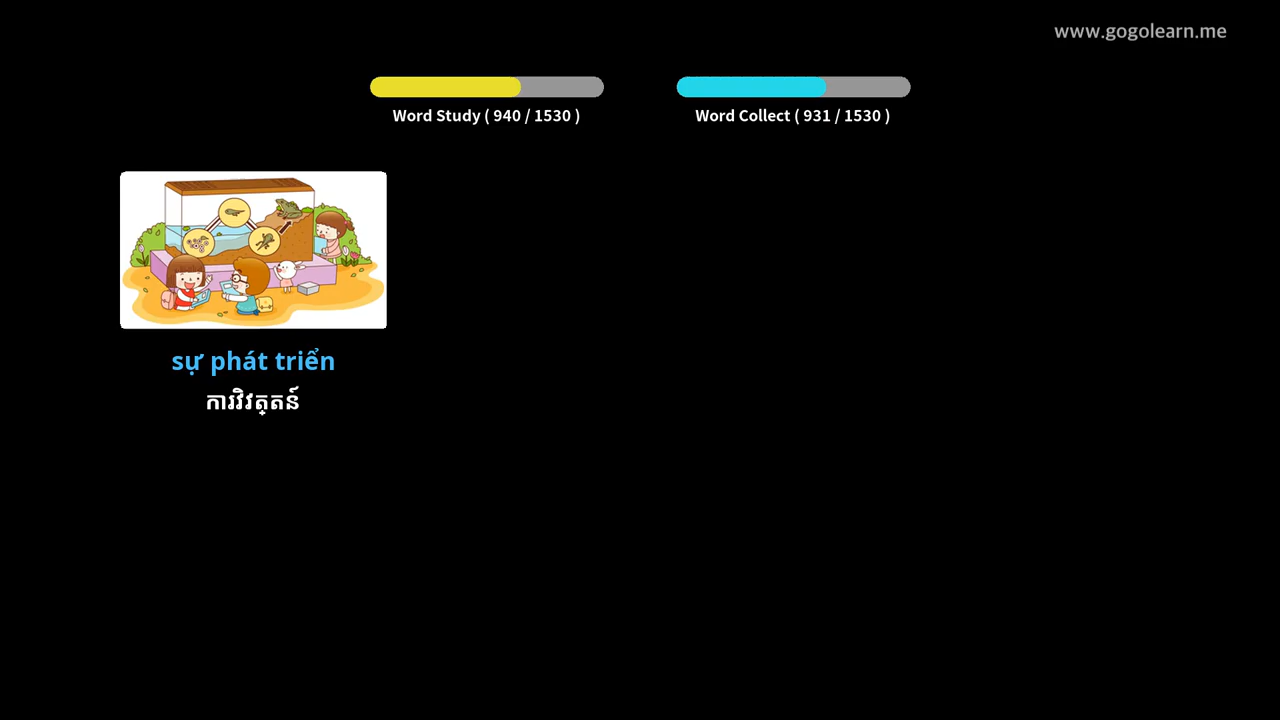 www.gogolearn.me
Word Study ( 940 / 1530 )
Word Collect ( 931 / 1530 )
sự phát triển
ការវិវត្តន៍